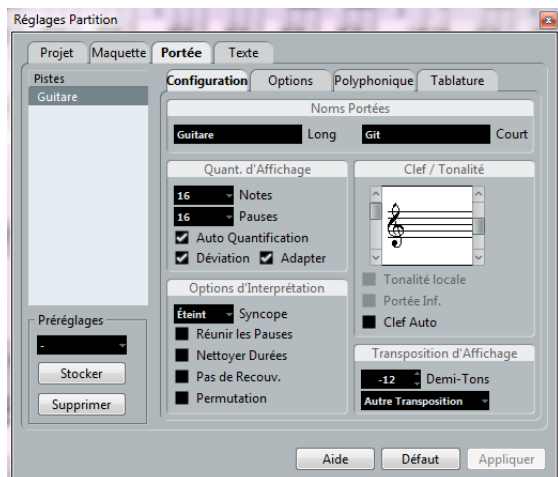 Réglages Partition
Projet Maquette Portée Texte
Pistes
Guitare
Configuration Options Polyphonique Tablature
Noms Portées
Guitare Long Git Court
Quant. d'Affichage
16 Notes
16 Pauses
Auto Quantification
Déviation Adapter
Clef / Tonalité
Tonalité locale
Portée Inf.
Clef Auto
Options d'Interprétation
Éteint Syncope
Réunir les Pauses
Nettoyer Durées
Pas de Recouv.
Permutation
Transposition d'Affichage
-12 Demi-Tons
Autre Transposition
Préréglages
-
Stocker
Supprimer
Aide Défaut Appliquer